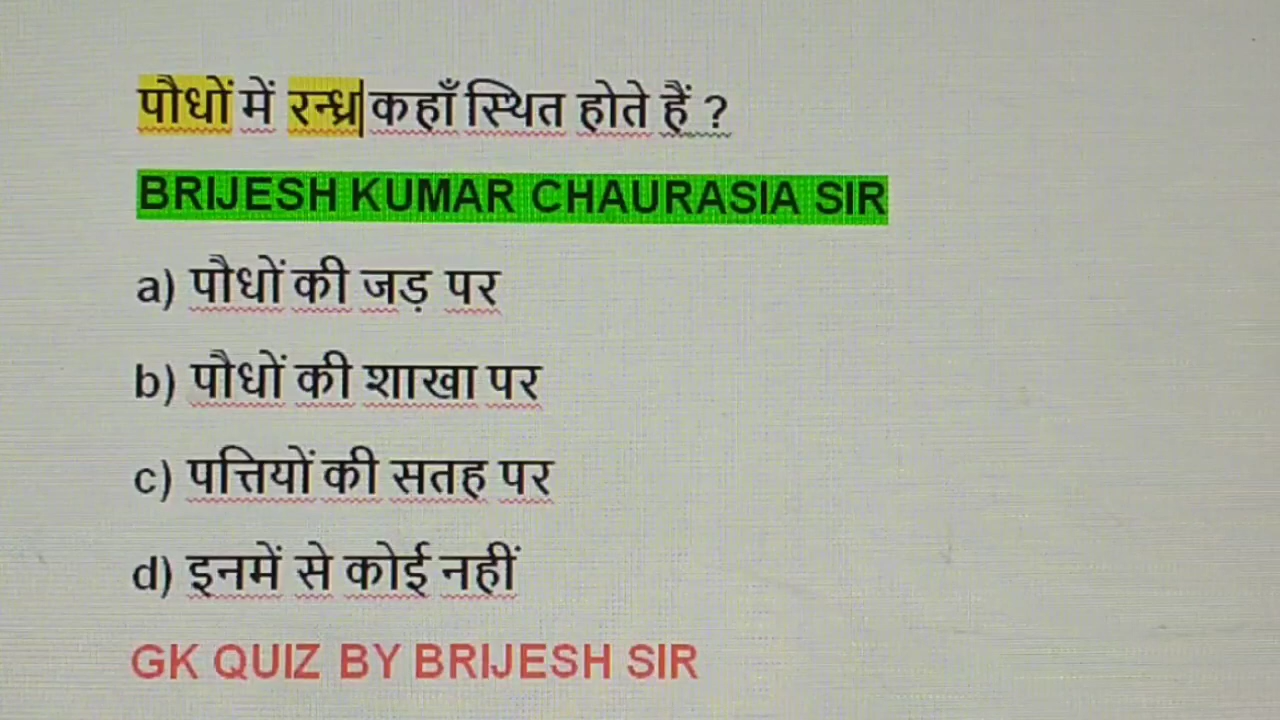 पौधों में रन्ध्र कहाँ स्थित होते हैं ?
BRIJESH KUMAR CHAURASIA SIR
a) पौधों की जड़ पर
b) पौधों की शाखा पर
c) पत्तियों की सतह पर
d) इनमें से कोई नहीं
GK QUIZ BY BRIJESH SIR